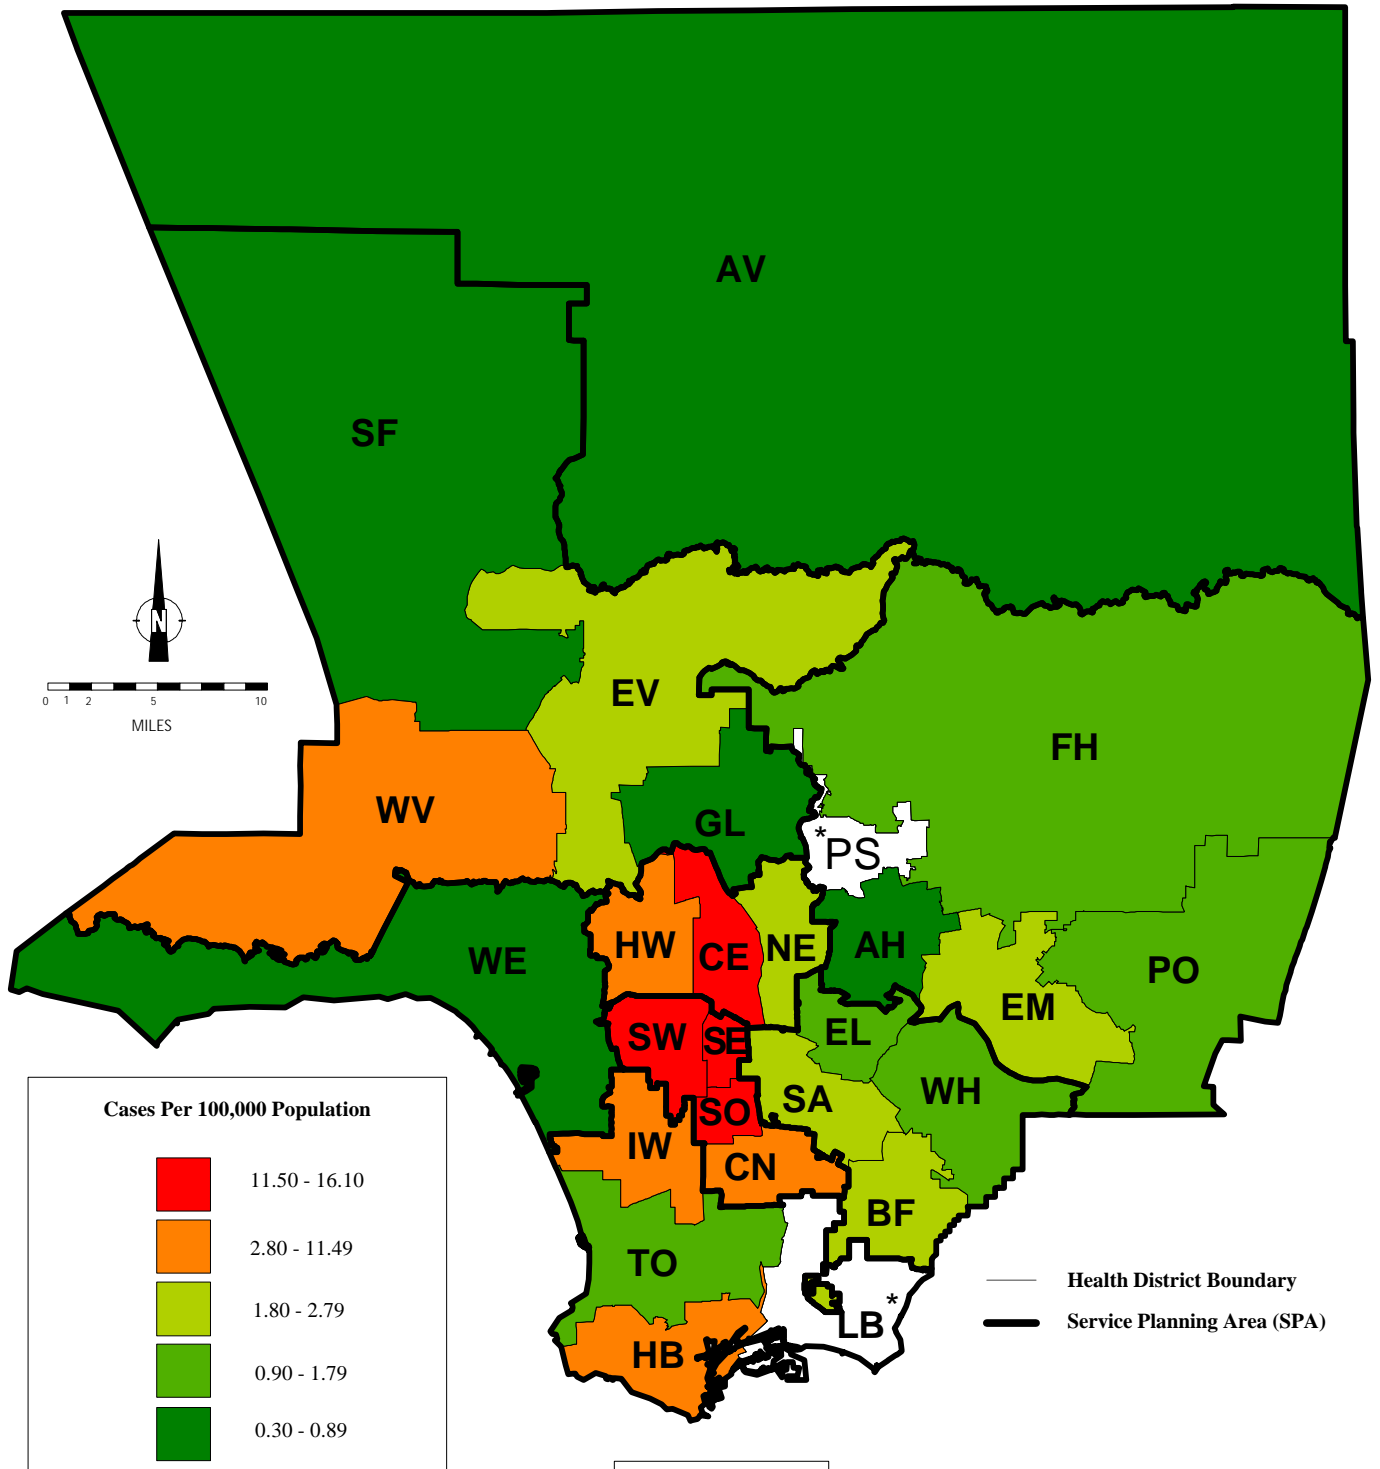 AV
SF
N
0 1 2 5 10
MILES
EV
FH
WV
GL
*PS
HW
CE
NE
AH
WE
PO
EM
SW
SE
EL
WH
SA
SO
IW
CN
BF
TO
LB*
HB
Cases Per 100,000 Population
11.50 - 16.10
2.80 - 11.49
1.80 - 2.79
0.90 - 1.79
0.30 - 0.89
Health District Boundary
Service Planning Area (SPA)